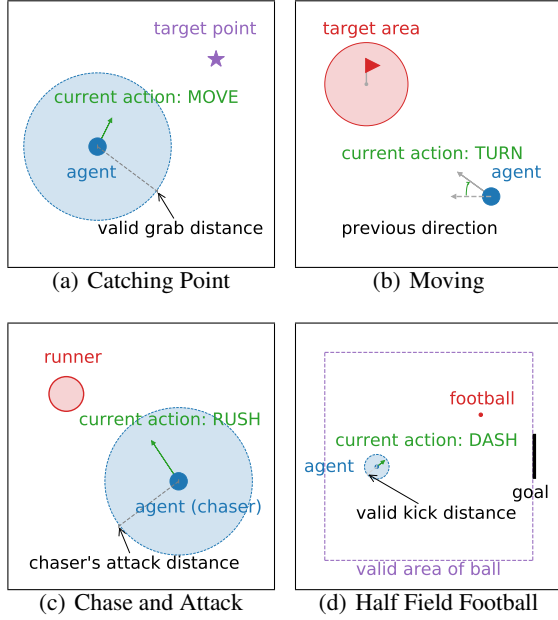 target point
current action: MOVE
agent
valid grab distance
(a) Catching Point
target area
current action: TURN
agent
previous direction
(b) Moving
runner
current action: RUSH
agent (chaser)
chaser's attack distance
(c) Chase and Attack
football
current action: DASH
agent
goal
valid kick distance
valid area of ball
(d) Half Field Football